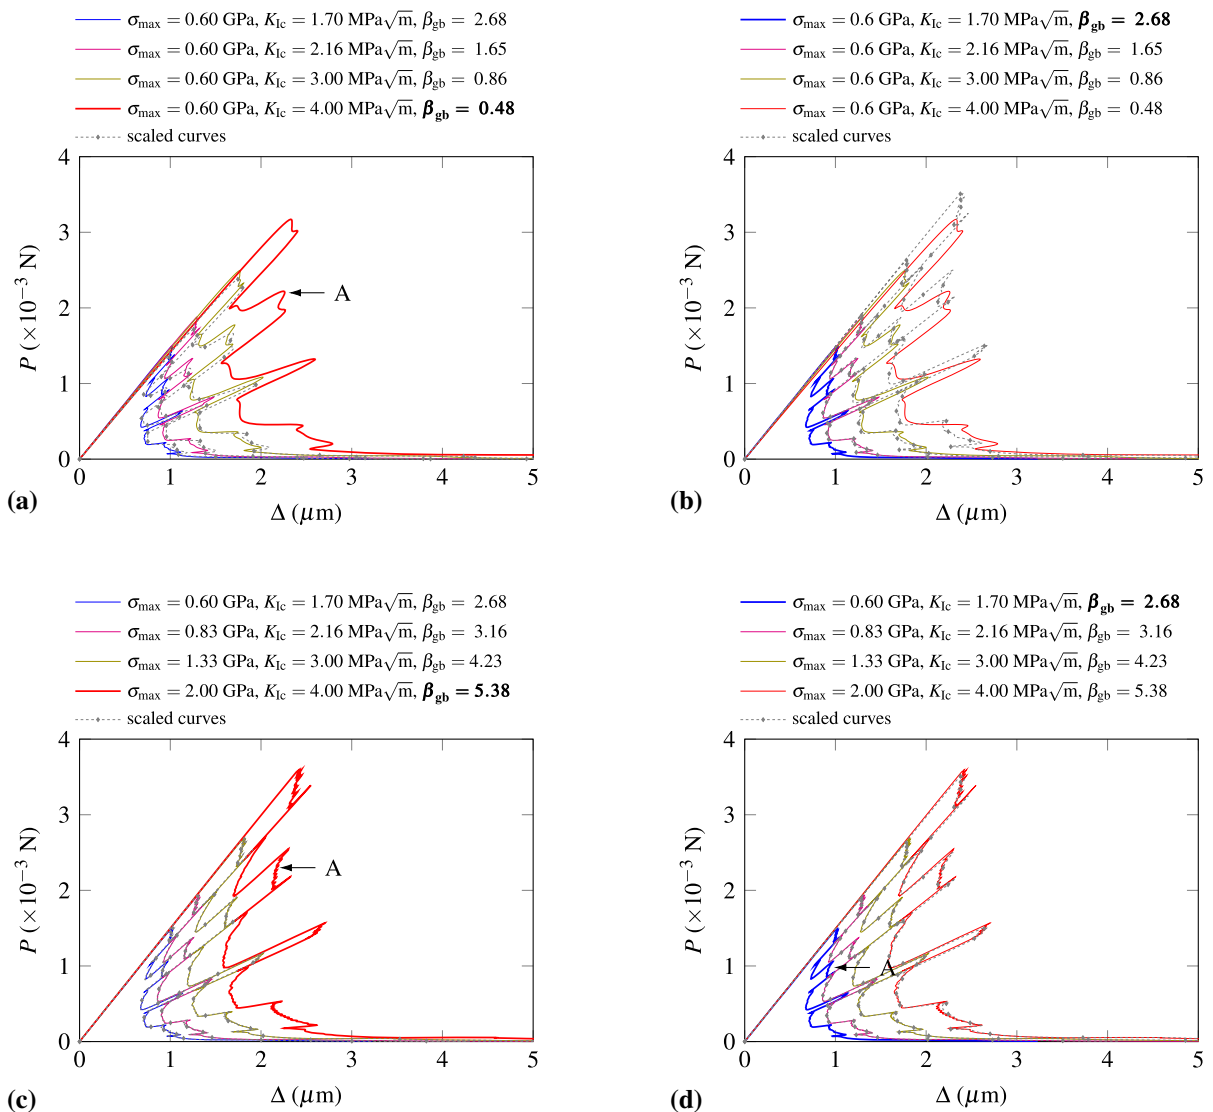 σmax = 0.60 GPa, KIc = 1.70 MPa√m, βgb = 2.68
σmax = 0.60 GPa, KIc = 2.16 MPa√m, βgb = 1.65
σmax = 0.60 GPa, KIc = 3.00 MPa√m, βgb = 0.86
σmax = 0.60 GPa, KIc = 4.00 MPa√m, βgb = 0.48
scaled curves
4
3
2
1
0
P (×10−3 N)
A
0 1 2 3 4 5
Δ (μm)
(a)
σmax = 0.6 GPa, KIc = 1.70 MPa√m, βgb = 2.68
σmax = 0.6 GPa, KIc = 2.16 MPa√m, βgb = 1.65
σmax = 0.6 GPa, KIc = 3.00 MPa√m, βgb = 0.86
σmax = 0.6 GPa, KIc = 4.00 MPa√m, βgb = 0.48
scaled curves
4
3
2
1
0
P (×10−3 N)
0 1 2 3 4 5
Δ (μm)
(b)
σmax = 0.60 GPa, KIc = 1.70 MPa√m, βgb = 2.68
σmax = 0.83 GPa, KIc = 2.16 MPa√m, βgb = 3.16
σmax = 1.33 GPa, KIc = 3.00 MPa√m, βgb = 4.23
σmax = 2.00 GPa, KIc = 4.00 MPa√m, βgb = 5.38
scaled curves
4
3
2
1
0
P (×10−3 N)
A
0 1 2 3 4 5
Δ (μm)
(c)
σmax = 0.60 GPa, KIc = 1.70 MPa√m, βgb = 2.68
σmax = 0.83 GPa, KIc = 2.16 MPa√m, βgb = 3.16
σmax = 1.33 GPa, KIc = 3.00 MPa√m, βgb = 4.23
σmax = 2.00 GPa, KIc = 4.00 MPa√m, βgb = 5.38
scaled curves
4
3
2
1
0
P (×10−3 N)
A
0 1 2 3 4 5
Δ (μm)
(d)